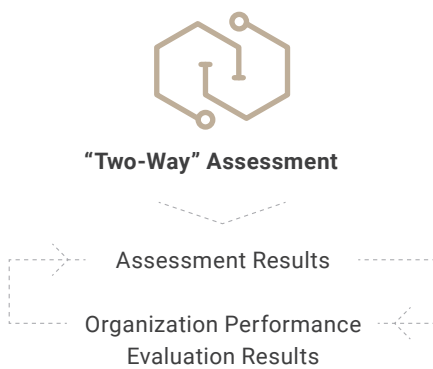 “Two-Way” Assessment
Assessment Results
Organization Performance
Evaluation Results